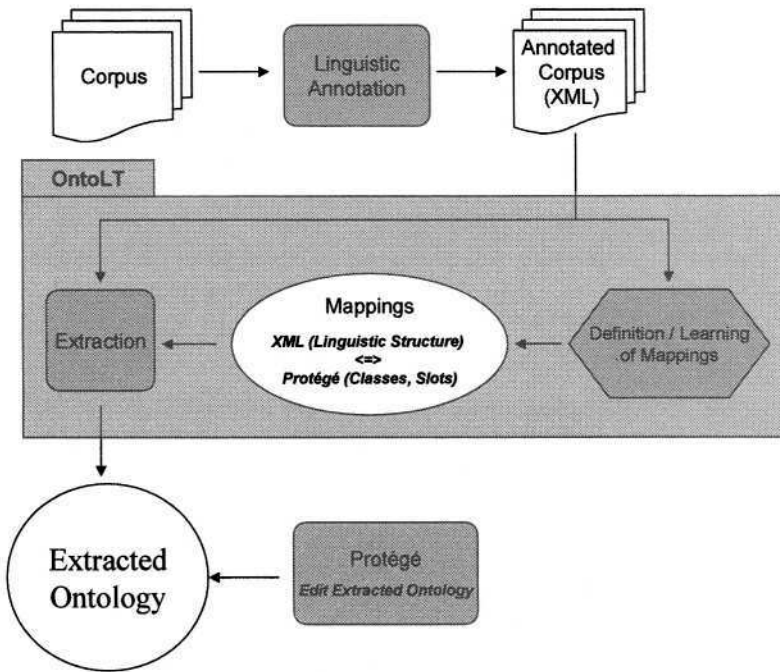 Corpus
Linguistic
Annotation
Annotated
Corpus
(XML)
OntoLT
Extraction
Mappings
XML (Linguistic Structure)
<=>
Protégé (Classes, Slots)
Definition / Learning
of Mappings
Extracted
Ontology
Protégé
Edit Extracted Ontology